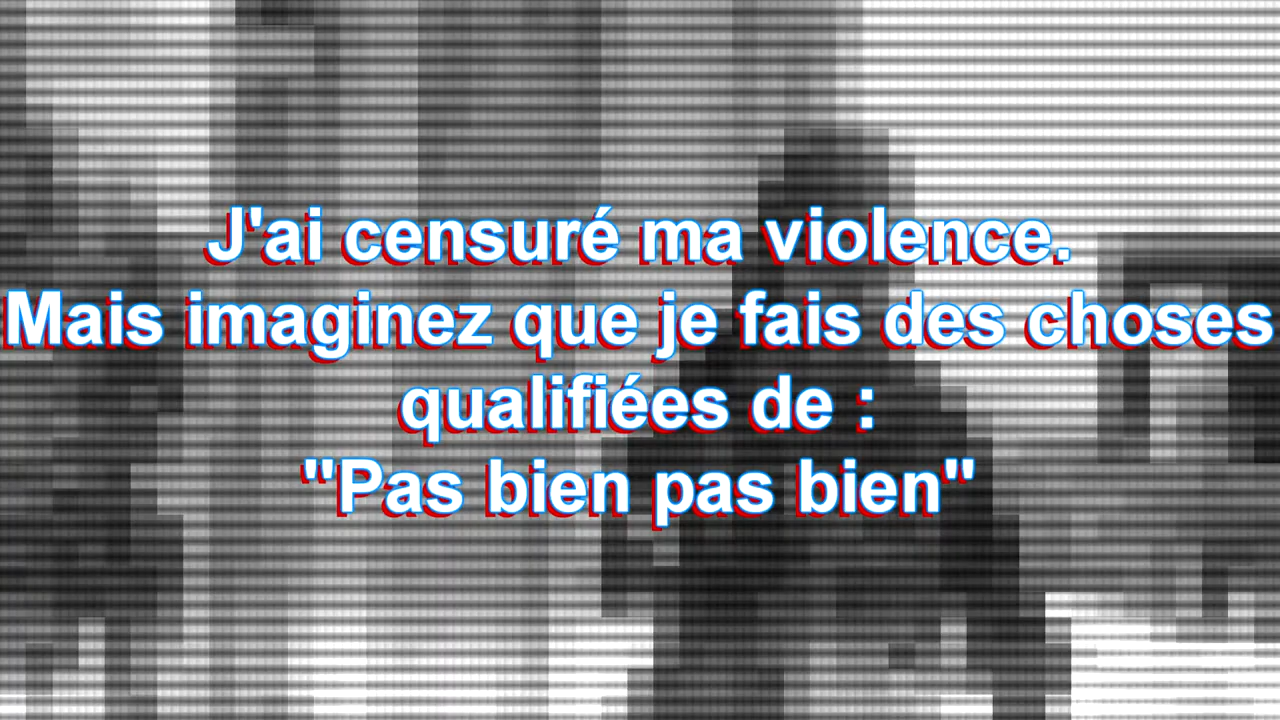 J'ai censuré ma violence.
Mais imaginez que je fais des choses
qualifiées de :
"Pas bien pas bien"